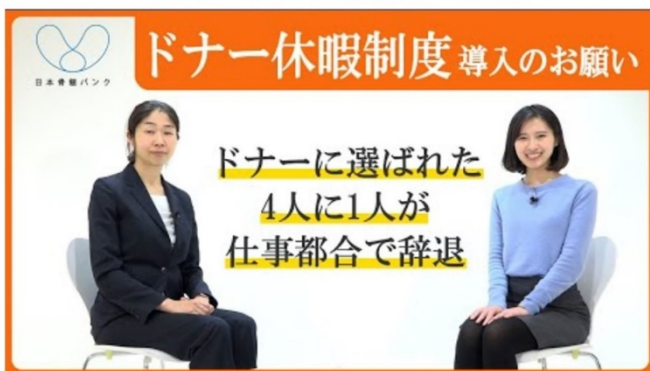 日本骨髄バンク
ドナー休暇制度 導入のお願い
ドナーに選ばれた
4人に1人が
仕事都合で辞退